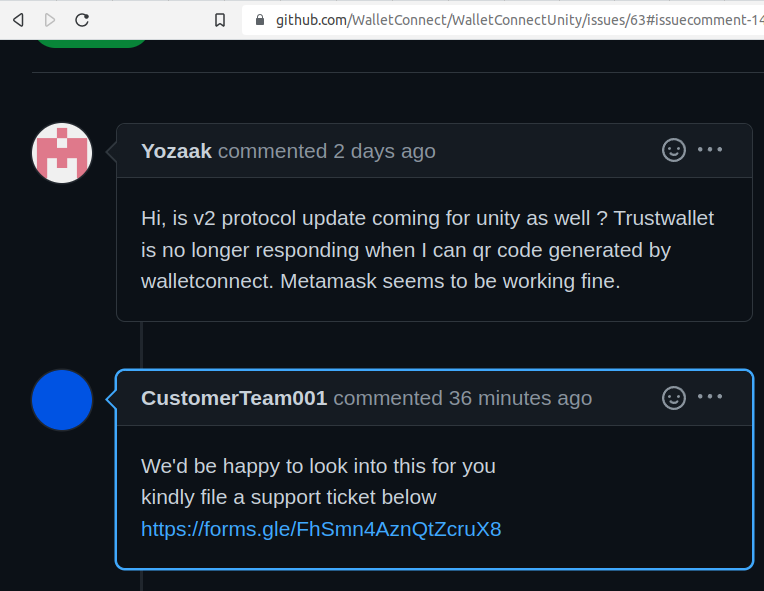 github.com/WalletConnect/WalletConnectUnity/issues/63#issuecomment-14
Yozaak commented 2 days ago
Hi, is v2 protocol update coming for unity as well ? Trustwallet
is no longer responding when I can qr code generated by
walletconnect. Metamask seems to be working fine.
CustomerTeam001 commented 36 minutes ago
We'd be happy to look into this for you
kindly file a support ticket below
https://forms.gle/FhSmn4AznQtZcruX8